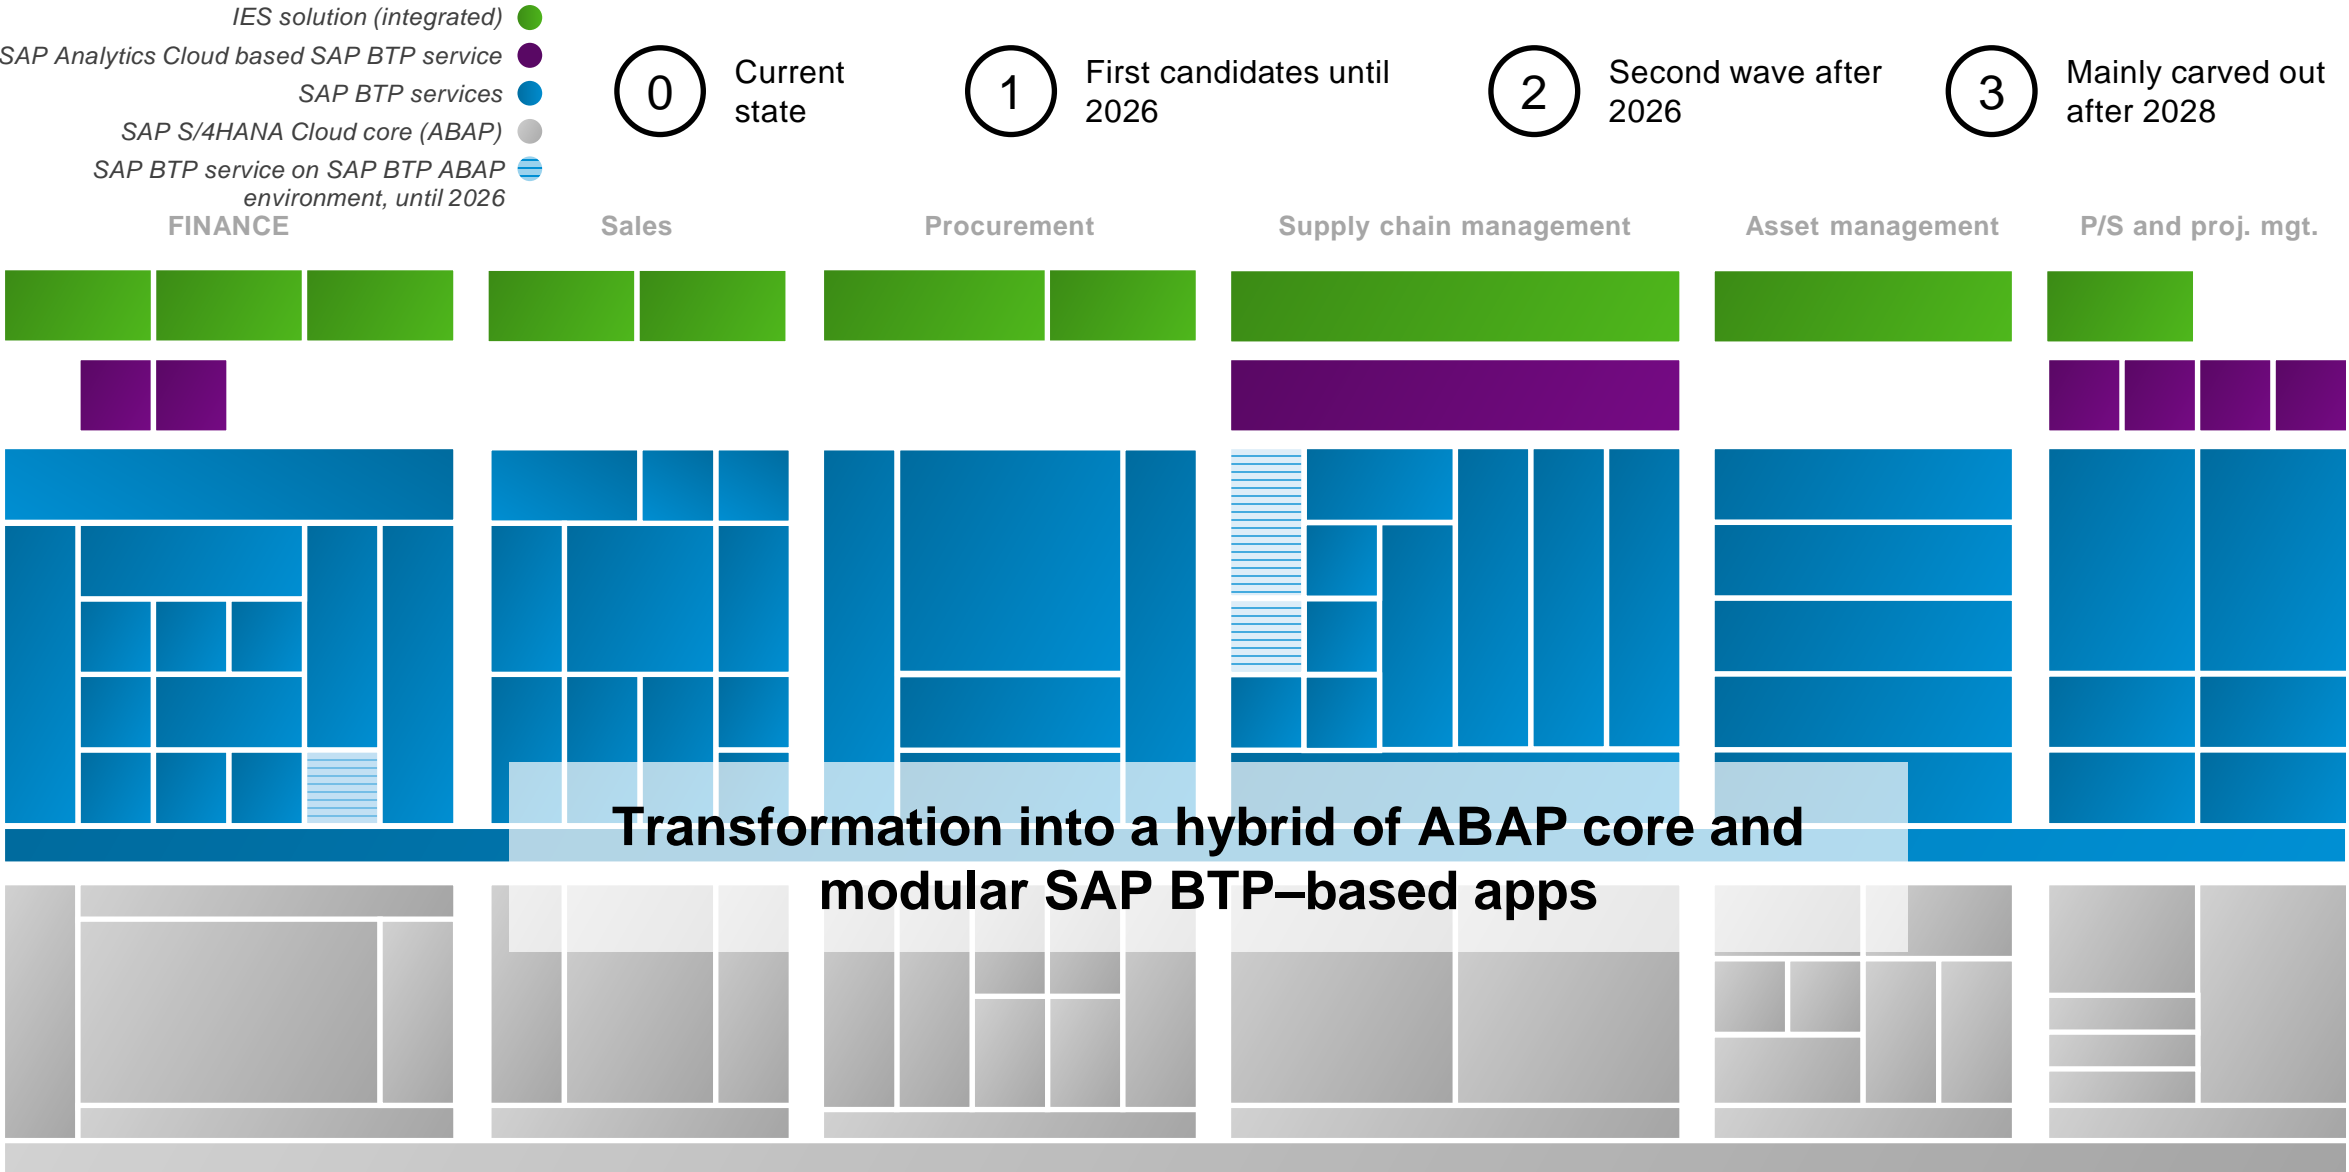 IES solution (integrated)
SAP Analytics Cloud based SAP BTP service
SAP BTP services
SAP S/4HANA Cloud core (ABAP)
SAP BTP service on SAP BTP ABAP
environment, until 2026
0
Current
state
1
First candidates until
2026
2
Second wave after
2026
3
Mainly carved out
after 2028
FINANCE
Sales
Procurement
Supply chain management
Asset management
P/S and proj. mgt.
Transformation into a hybrid of ABAP core and
modular SAP BTP–based apps